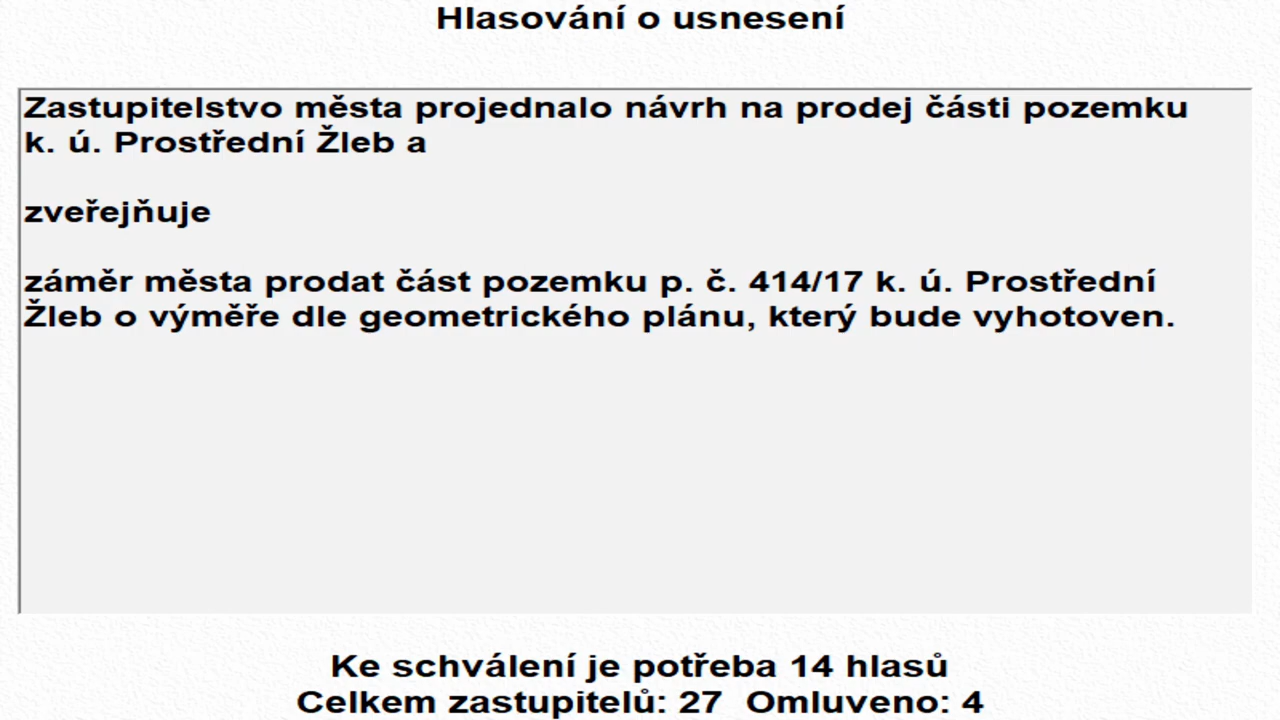 Hlasování o usnesení
Zastupitelstvo města projednalo návrh na prodej části pozemku
k. ú. Prostřední Žleb a
zveřejňuje
záměr města prodat část pozemku p. č. 414/17 k. ú. Prostřední
Žleb o výměře dle geometrického plánu, který bude vyhotoven.
Ke schválení je potřeba 14 hlasů
Celkem zastupitelů: 27 Omluveno: 4